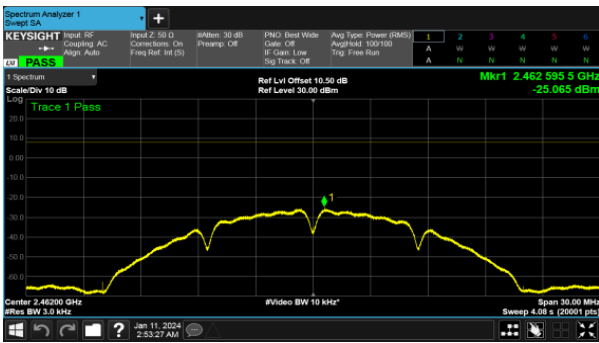 Spectrum Analyzer 1
Swept SA
+
KEYSIGHT Input: RF Input Z: 50 Ω #Atten: 30 dB PNO: Best Wide Avg Type: Power (RMS) 1 2 3 4 5 6
Coupling: AC Corrections: On Preamp: Off Gate: Off Avg|Hold: 100/100 A W W W W W
Align: Auto Freq Ref: Int (S) IF Gain: Low Trig: Free Run
LXI PASS Sig Track: Off A N N N N N
1 Spectrum Ref Lvl Offset 10.50 dB Mkr1 2.462 595 5 GHz
Scale/Div 10 dB Ref Level 30.00 dBm -25.065 dBm
Log
Trace 1 Pass
20.0
10.0
0.00
-10.0
-20.0
1
-30.0
-40.0
-50.0
-60.0
Center 2.46200 GHz #Video BW 10 kHz* Span 30.00 MHz
#Res BW 3.0 kHz Sweep 4.08 s (20001 pts)
? Jan 11, 2024
2:53:27 AM